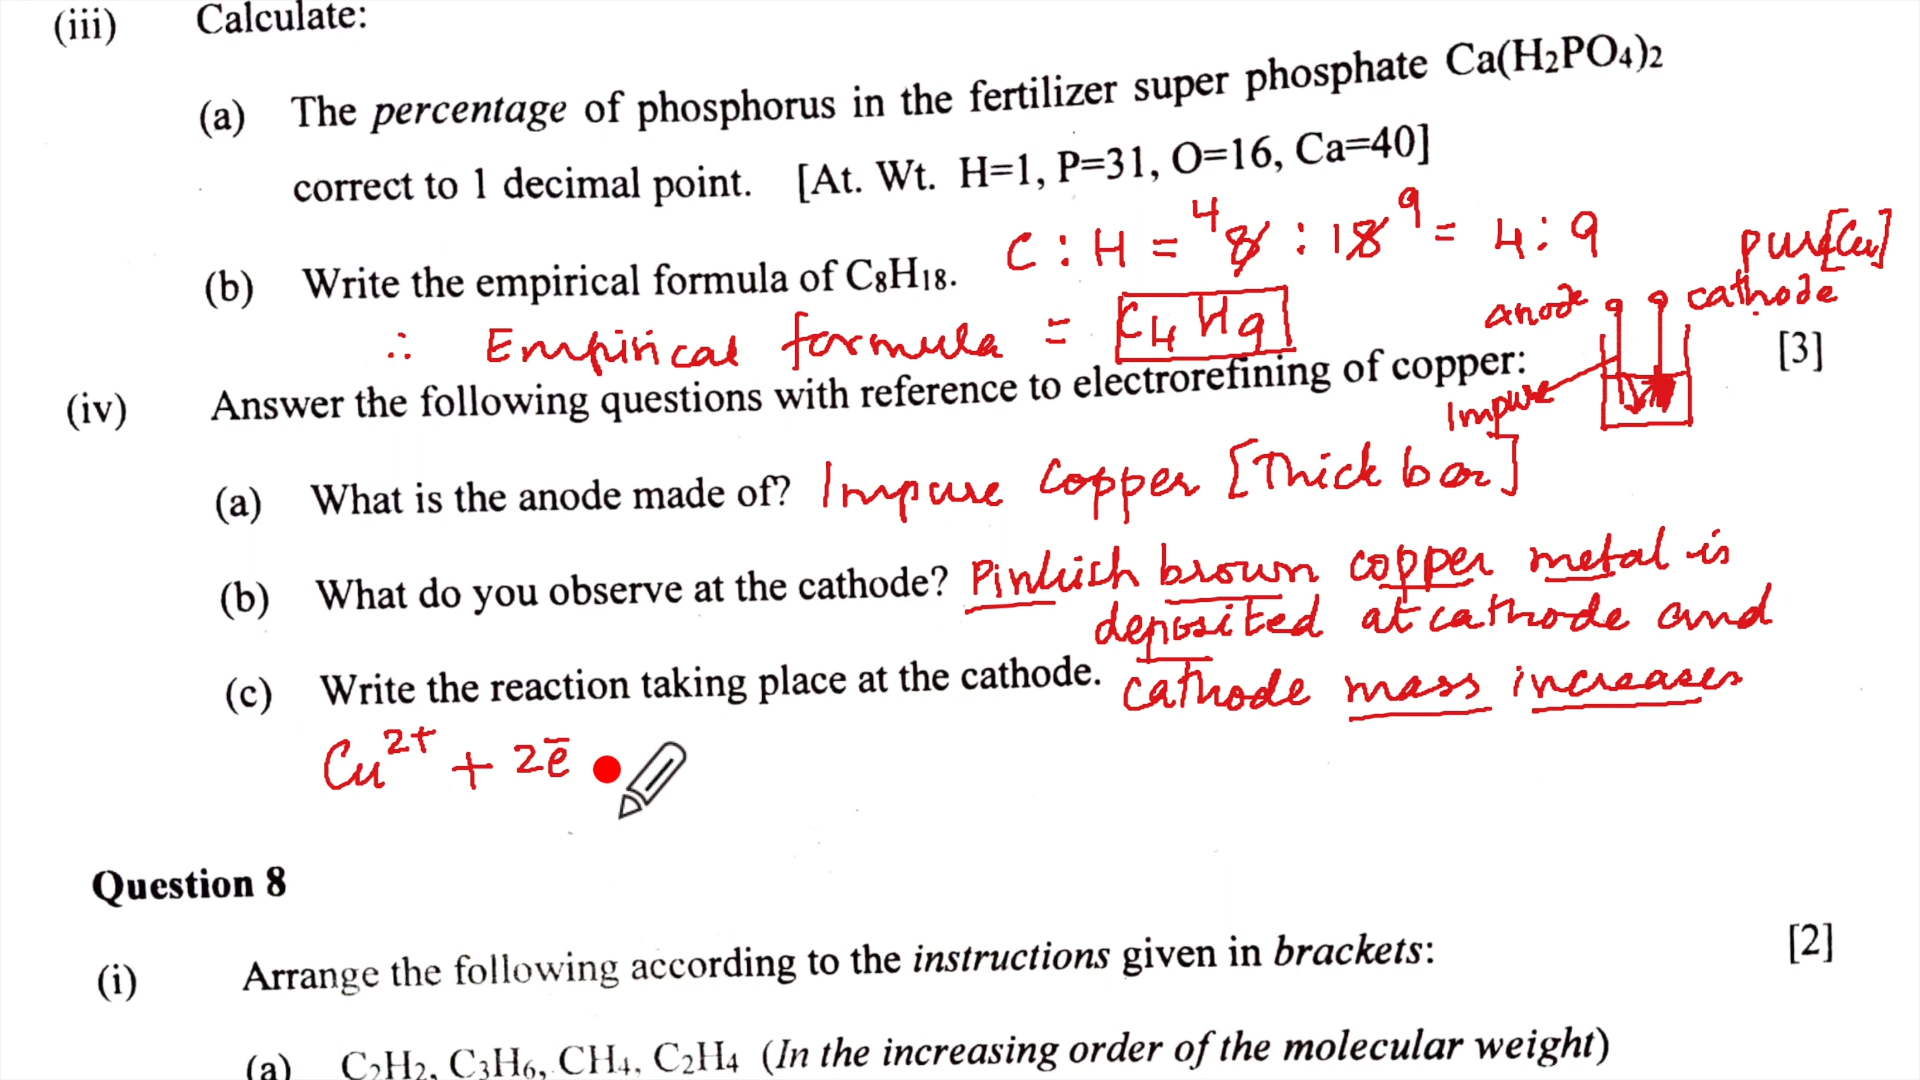 (iii) Calculate:
(a) The percentage of phosphorus in the fertilizer super phosphate Ca(H₂PO₄)₂
correct to 1 decimal point. [At. Wt. H=1, P=31, O=16, Ca=40]
C : H = ⁴8 : 18⁹ = 4 : 9
pure[Cu]
(b) Write the empirical formula of C₈H₁₈.
Anode cathode
∴ Empirical formula = C₄H₉
[3]
(iv) Answer the following questions with reference to electrorefining of copper:
Impure
(a) What is the anode made of? Impure Copper [Thick bar]
(b) What do you observe at the cathode? Pinkish brown copper metal is
deposited at cathode and
(c) Write the reaction taking place at the cathode. cathode mass increases
Cu²⁺ + 2e̅
Question 8
(i) Arrange the following according to the instructions given in brackets: [2]
(a) C₂H₂, C₃H₆, CH₄, C₂H₄ (In the increasing order of the molecular weight)